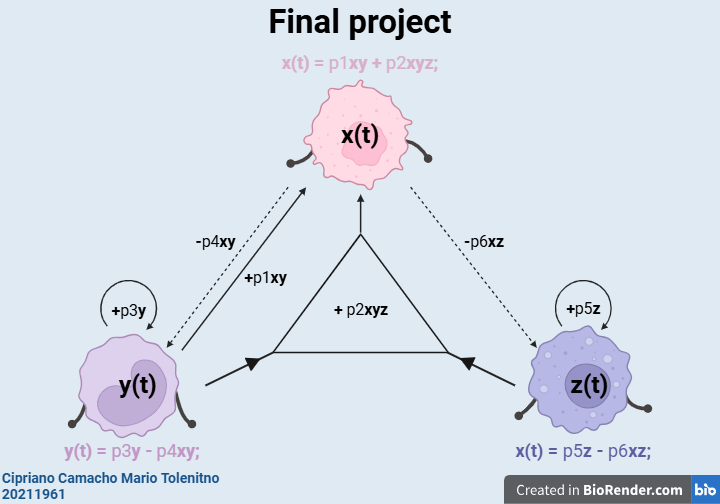 Final project
x(t) = p1xy + p2xyz;
x(t)
-p4xy
-p6xz
+p1xy
+p3y
+ p2xyz
+p5z
y(t)
z(t)
y(t) = p3y - p4xy;
x(t) = p5z - p6xz;
Cipriano Camacho Mario Tolenitno
20211961
Created in BioRender.com bio